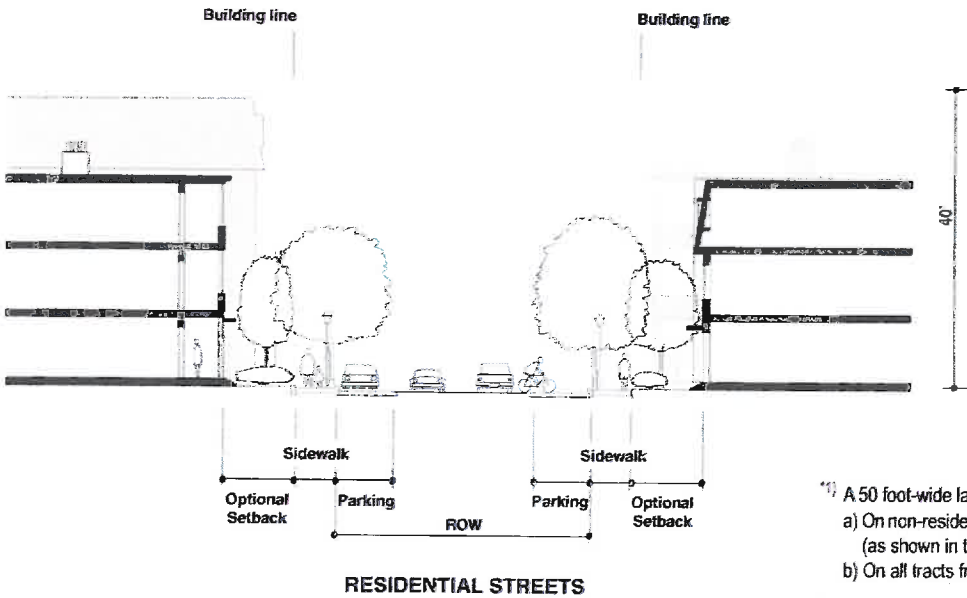 Building line
Building line
40'
Sidewalk
Sidewalk
Optional
Setback
Parking
Parking
Optional
Setback
ROW
*1) A 50 foot-wide la
a) On non-reside
(as shown in t
b) On all tracts fr
RESIDENTIAL STREETS